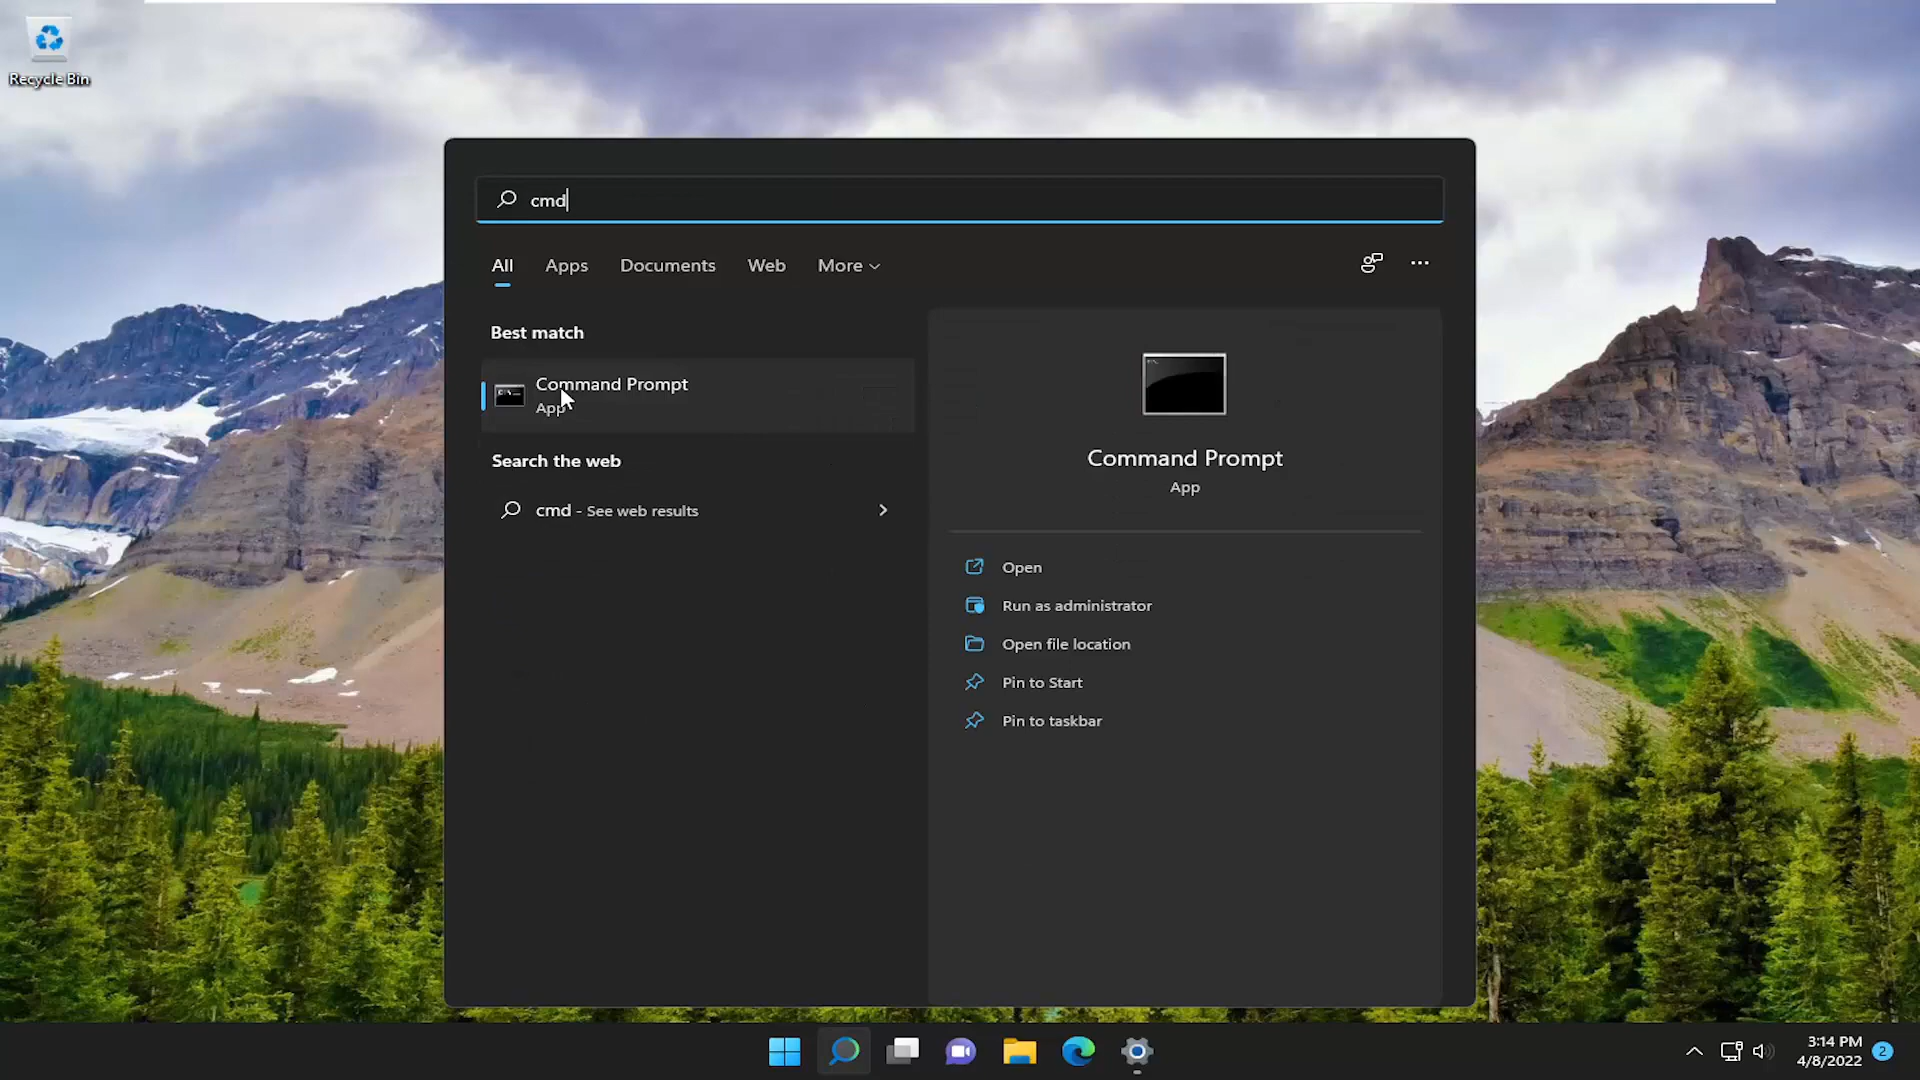 Recycle Bin
cmd
All Apps Documents Web More
Best match
Command Prompt
App
Search the web
cmd - See web results
Command Prompt
App
Open
Run as administrator
Open file location
Pin to Start
Pin to taskbar
3:14 PM
4/8/2022
2